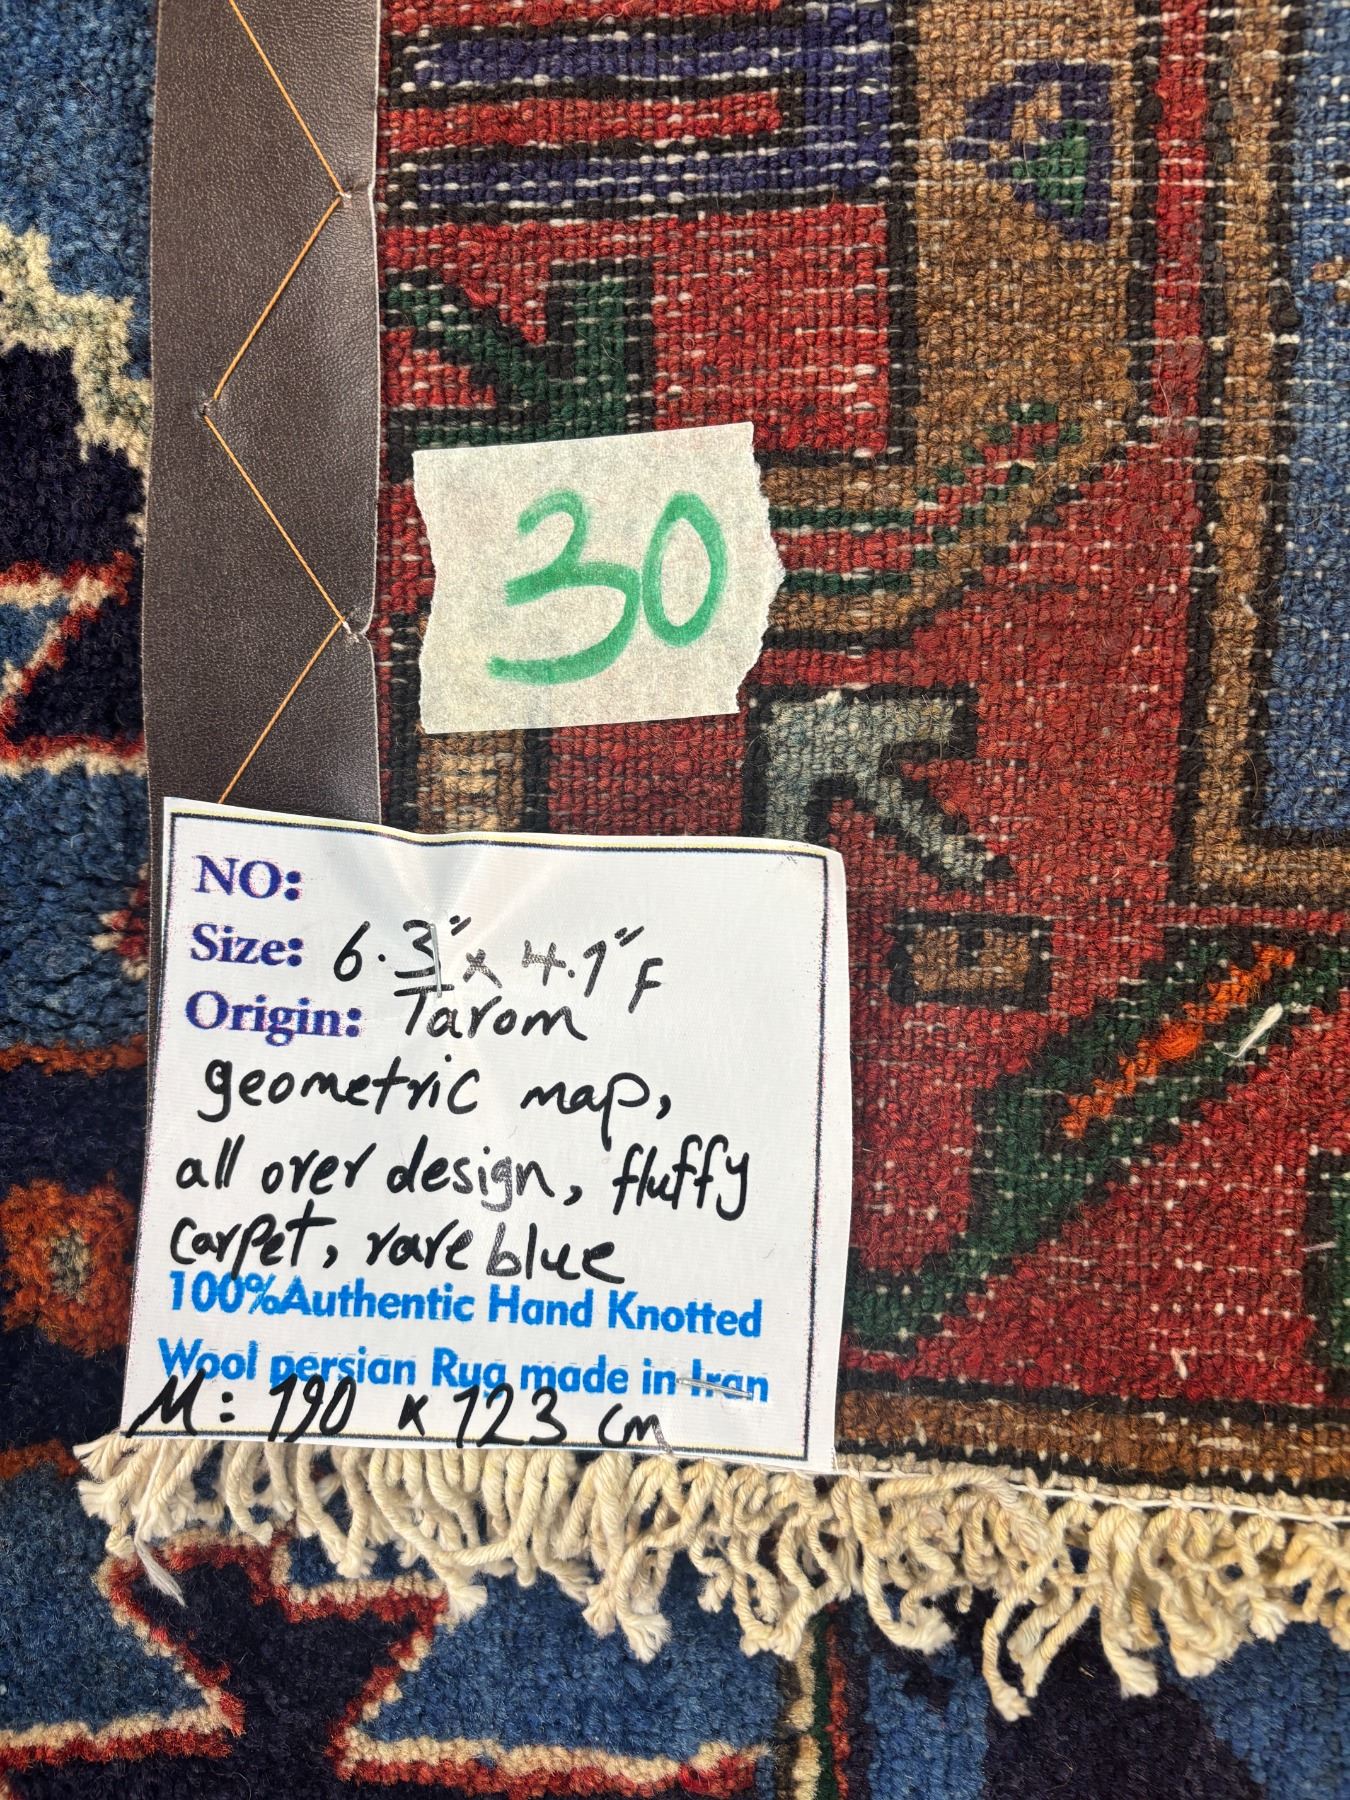 30
NO:
Size: 6.3" x 4.1" F
Origin: Tarom
geometric map,
all over design, fluffy
carpet, rare blue
100%Authentic Hand Knotted
Wool persian Rug made in Iran
M: 190 x 123 cm